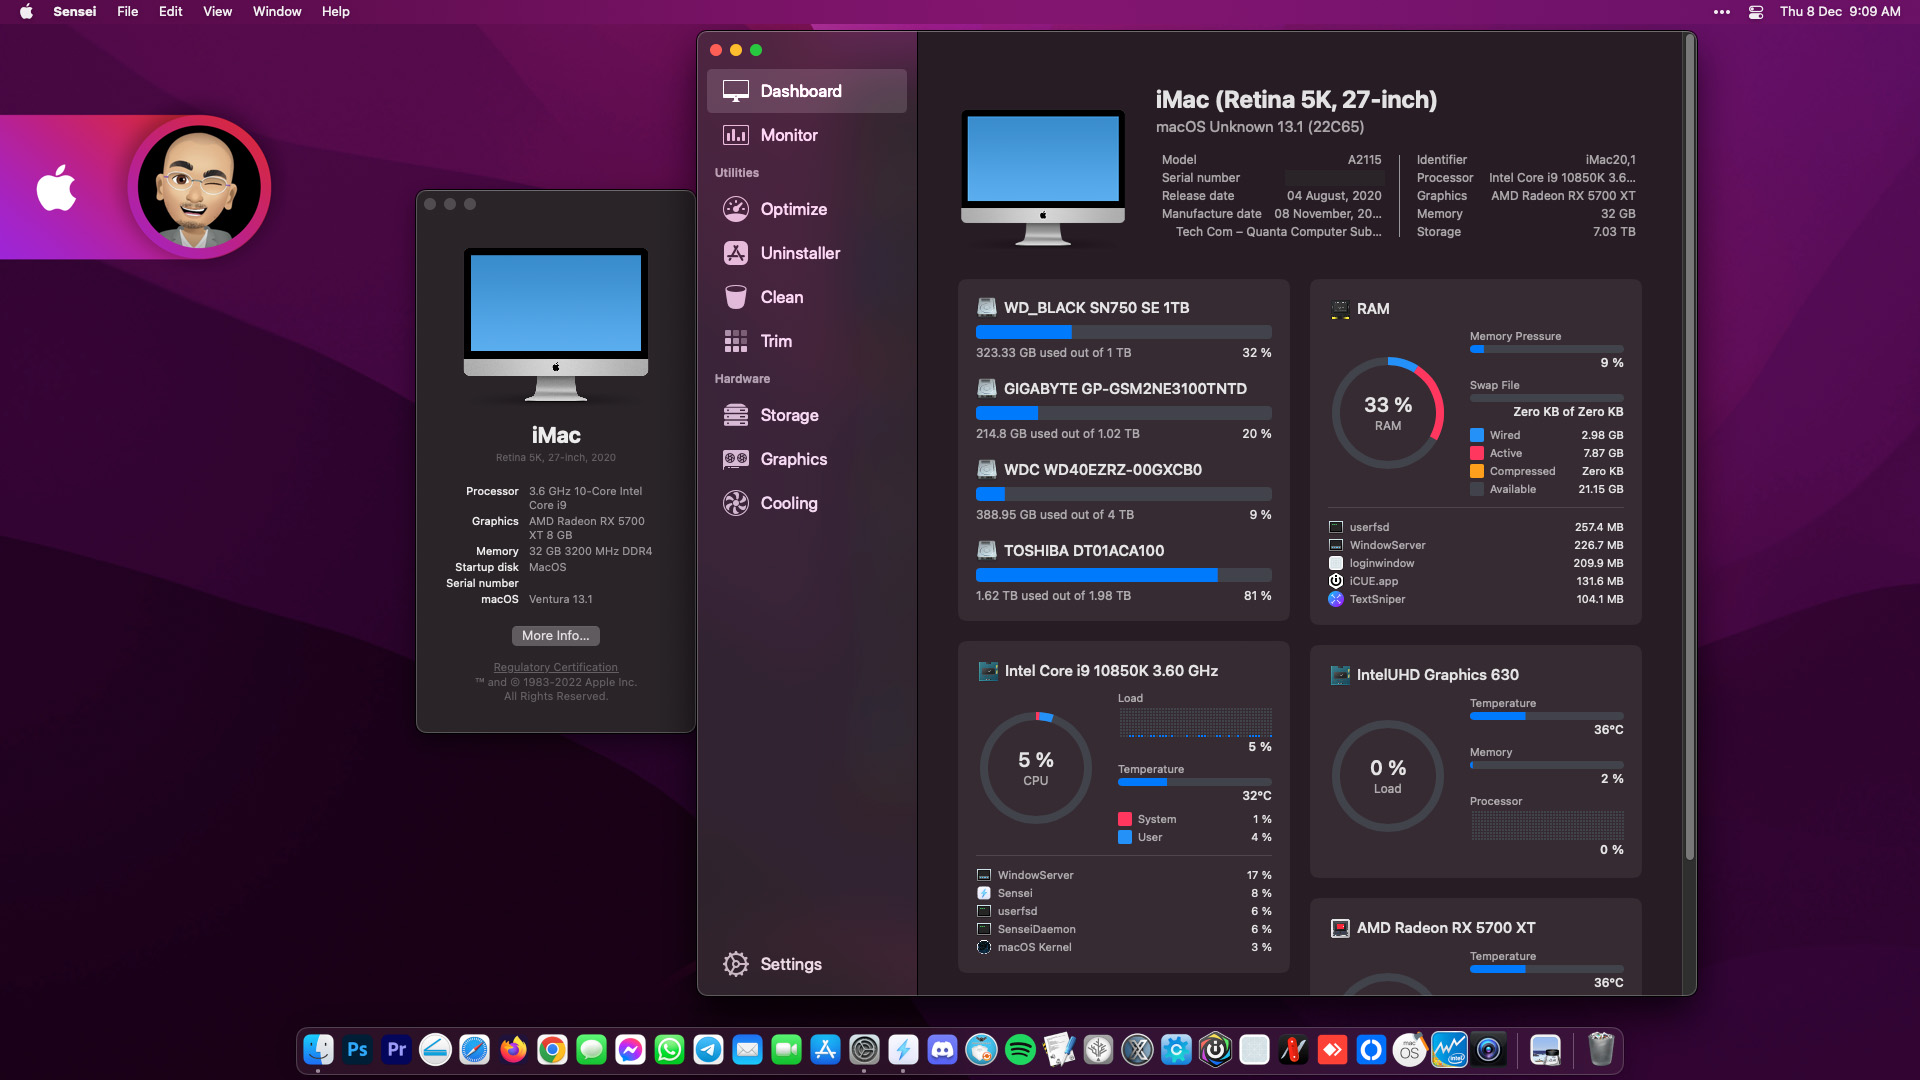 Sensei File Edit View Window Help
Thu 8 Dec 9:09 AM
iMac
Retina 5K, 27-inch, 2020
Processor 3.6 GHz 10-Core Intel
Core i9
Graphics AMD Radeon RX 5700
XT 8 GB
Memory 32 GB 3200 MHz DDR4
Startup disk MacOS
Serial number
macOS Ventura 13.1
More Info...
Regulatory Certification
™ and © 1983-2022 Apple Inc.
All Rights Reserved.
Dashboard
Monitor
Utilities
Optimize
Uninstaller
Clean
Trim
Hardware
Storage
Graphics
Cooling
Settings
iMac (Retina 5K, 27-inch)
macOS Unknown 13.1 (22C65)
Model A2115
Serial number
Release date 04 August, 2020
Manufacture date 08 November, 20...
Tech Com – Quanta Computer Sub...
Identifier iMac20,1
Processor Intel Core i9 10850K 3.6...
Graphics AMD Radeon RX 5700 XT
Memory 32 GB
Storage 7.03 TB
WD_BLACK SN750 SE 1TB
323.33 GB used out of 1 TB 32 %
GIGABYTE GP-GSM2NE3100TNTD
214.8 GB used out of 1.02 TB 20 %
WDC WD40EZRZ-00GXCB0
388.95 GB used out of 4 TB 9 %
TOSHIBA DT01ACA100
1.62 TB used out of 1.98 TB 81 %
RAM
33 %
RAM
Memory Pressure
9 %
Swap File
Zero KB of Zero KB
Wired 2.98 GB
Active 7.87 GB
Compressed Zero KB
Available 21.15 GB
userfsd 257.4 MB
WindowServer 226.7 MB
loginwindow 209.9 MB
iCUE.app 131.6 MB
TextSniper 104.1 MB
Intel Core i9 10850K 3.60 GHz
5 %
CPU
Load
5 %
Temperature
32°C
System 1 %
User 4 %
WindowServer 17 %
Sensei 8 %
userfsd 6 %
SenseiDaemon 6 %
macOS Kernel 3 %
IntelUHD Graphics 630
0 %
Load
Temperature
36°C
Memory
2 %
Processor
0 %
AMD Radeon RX 5700 XT
Temperature
36°C
Ps Pr
mac
OS
intel